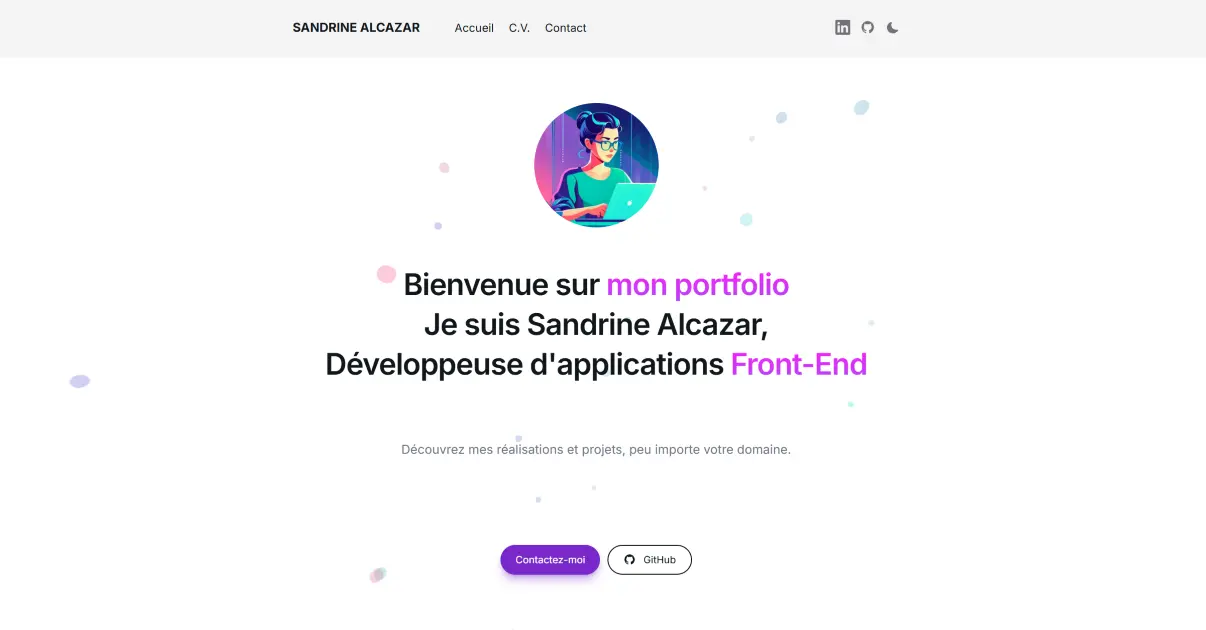 SANDRINE ALCAZAR Accueil C.V. Contact
Bienvenue sur mon portfolio
Je suis Sandrine Alcazar,
Développeuse d'applications Front-End
Découvrez mes réalisations et projets, peu importe votre domaine.
Contactez-moi GitHub